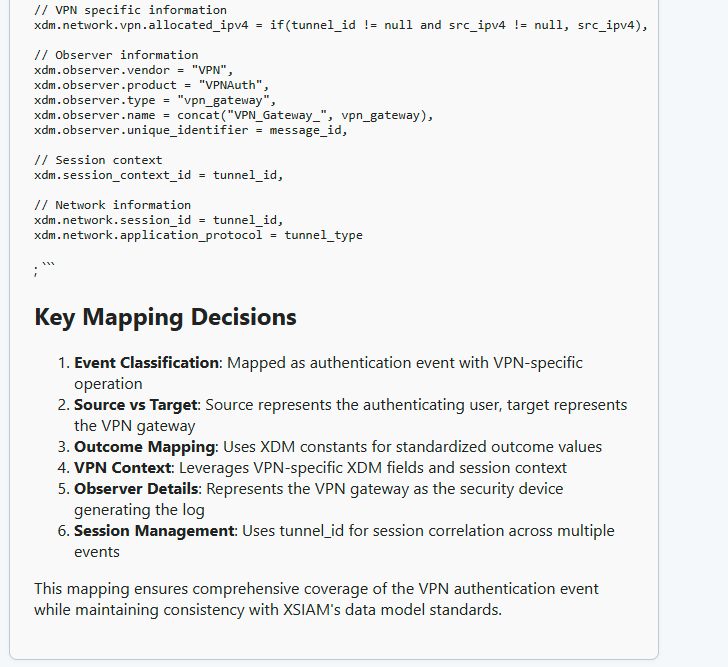 // VPN specific information
xdm.network.vpn.allocated_ipv4 = if(tunnel_id != null and src_ipv4 != null, src_ipv4),
// Observer information
xdm.observer.vendor = "VPN",
xdm.observer.product = "VPNAuth",
xdm.observer.type = "vpn_gateway",
xdm.observer.name = concat("VPN_Gateway_", vpn_gateway),
xdm.observer.unique_identifier = message_id,
// Session context
xdm.session_context_id = tunnel_id,
// Network information
xdm.network.session_id = tunnel_id,
xdm.network.application_protocol = tunnel_type
; ```
Key Mapping Decisions
1. Event Classification: Mapped as authentication event with VPN-specific
operation
2. Source vs Target: Source represents the authenticating user, target represents
the VPN gateway
3. Outcome Mapping: Uses XDM constants for standardized outcome values
4. VPN Context: Leverages VPN-specific XDM fields and session context
5. Observer Details: Represents the VPN gateway as the security device
generating the log
6. Session Management: Uses tunnel_id for session correlation across multiple
events
This mapping ensures comprehensive coverage of the VPN authentication event
while maintaining consistency with XSIAM's data model standards.